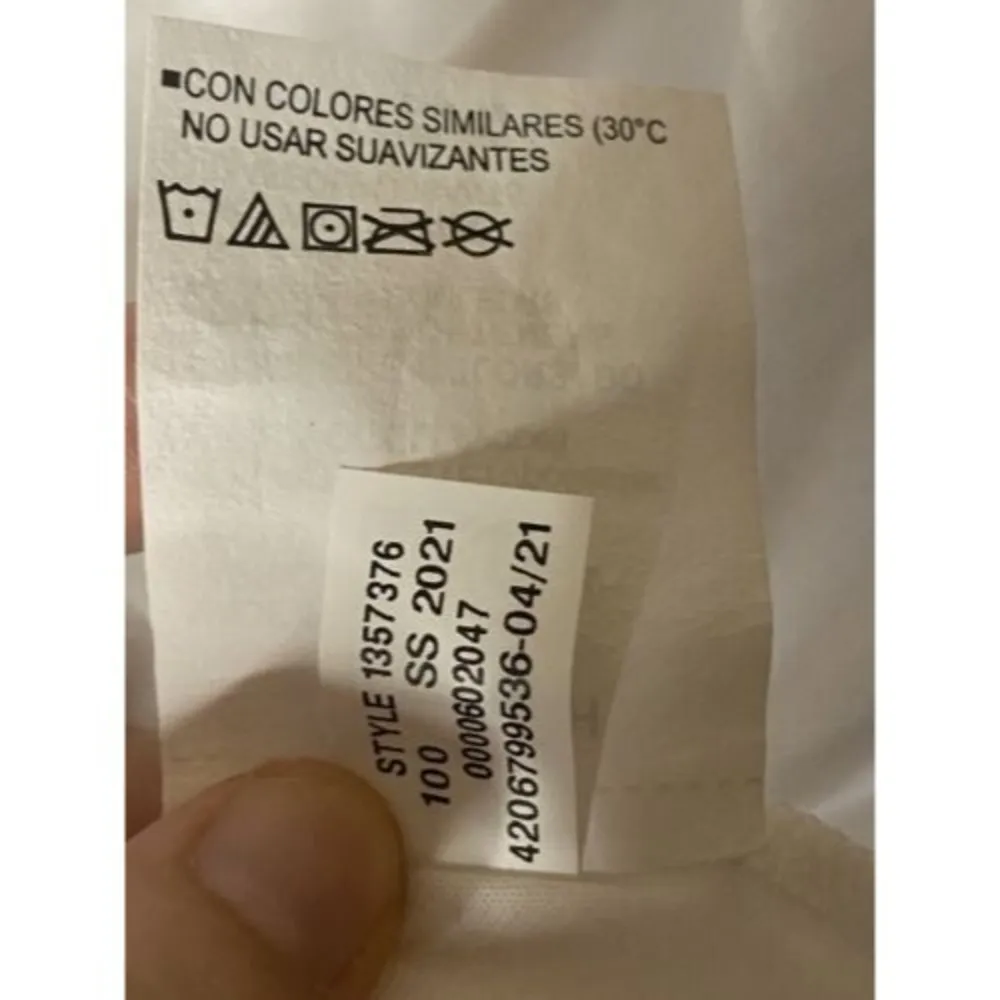 ■CON COLORES SIMILARES (30°C
NO USAR SUAVIZANTES
STYLE 1357376
100 SS 2021
0000602047
4206799536-04/21